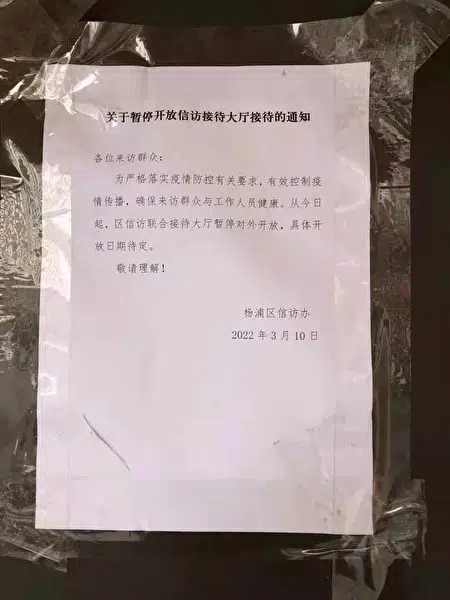 关于暂停开放信访接待大厅接待的通知
各位来访群众：
为严格落实疫情防控有关要求，有效控制疫
情传播，确保来访群众与工作人员健康。从今日
起，区信访联合接待大厅暂停对外开放，具体开
放日期待定。
敬请理解！
杨浦区信访办
2022 年 3 月 10 日